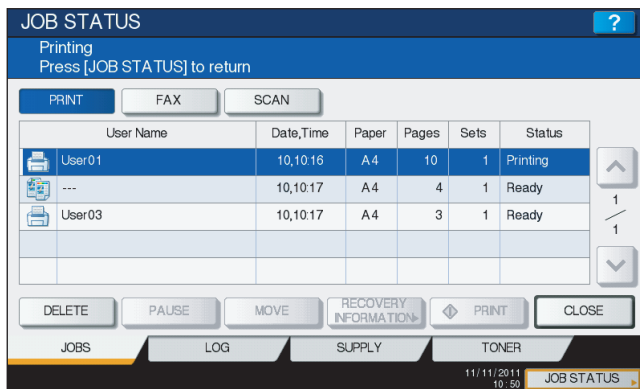 JOB STATUS
?
Printing
Press [JOB STATUS] to return
PRINT FAX SCAN
User Name Date,Time Paper Pages Sets Status
User01 10,10:16 A4 10 1 Printing
--- 10,10:17 A4 4 1 Ready
User03 10,10:17 A4 3 1 Ready
1
1
DELETE PAUSE MOVE RECOVERY INFORMATION PRINT CLOSE
JOBS LOG SUPPLY TONER
11/11/2011
10:50
JOB STATUS